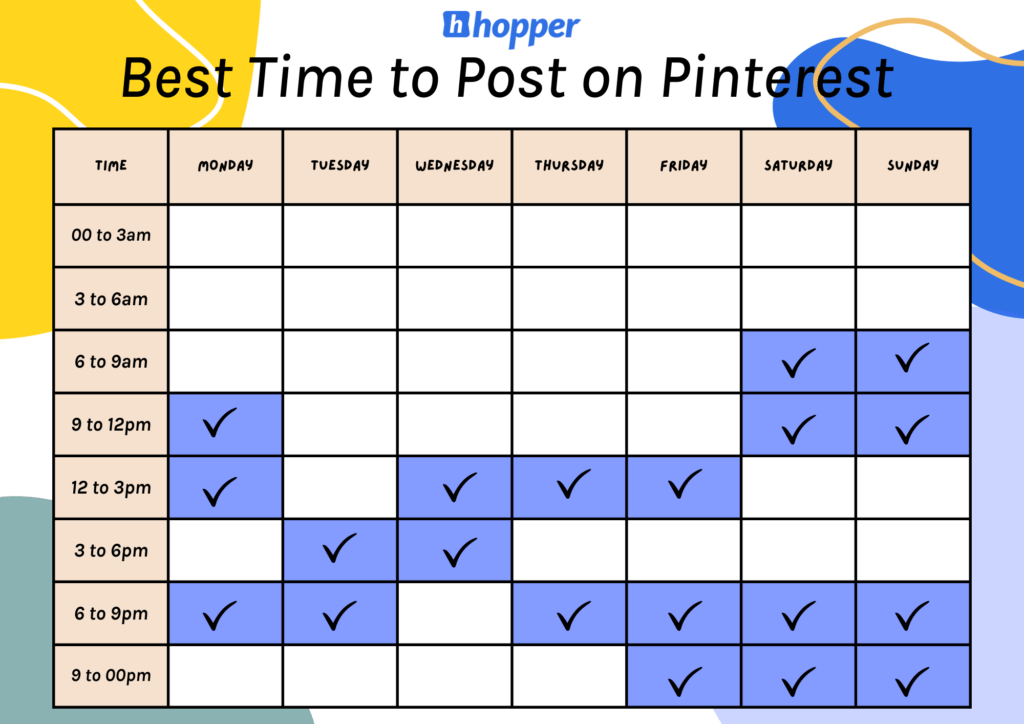 hhopper
Best Time to Post on Pinterest
TIME MONDAY TUESDAY WEDNESDAY THURSDAY FRIDAY SATURDAY SUNDAY
00 to 3am
3 to 6am
6 to 9am ✓ ✓
9 to 12pm ✓ ✓ ✓
12 to 3pm ✓ ✓ ✓ ✓
3 to 6pm ✓ ✓
6 to 9pm ✓ ✓ ✓ ✓ ✓ ✓
9 to 00pm ✓ ✓ ✓